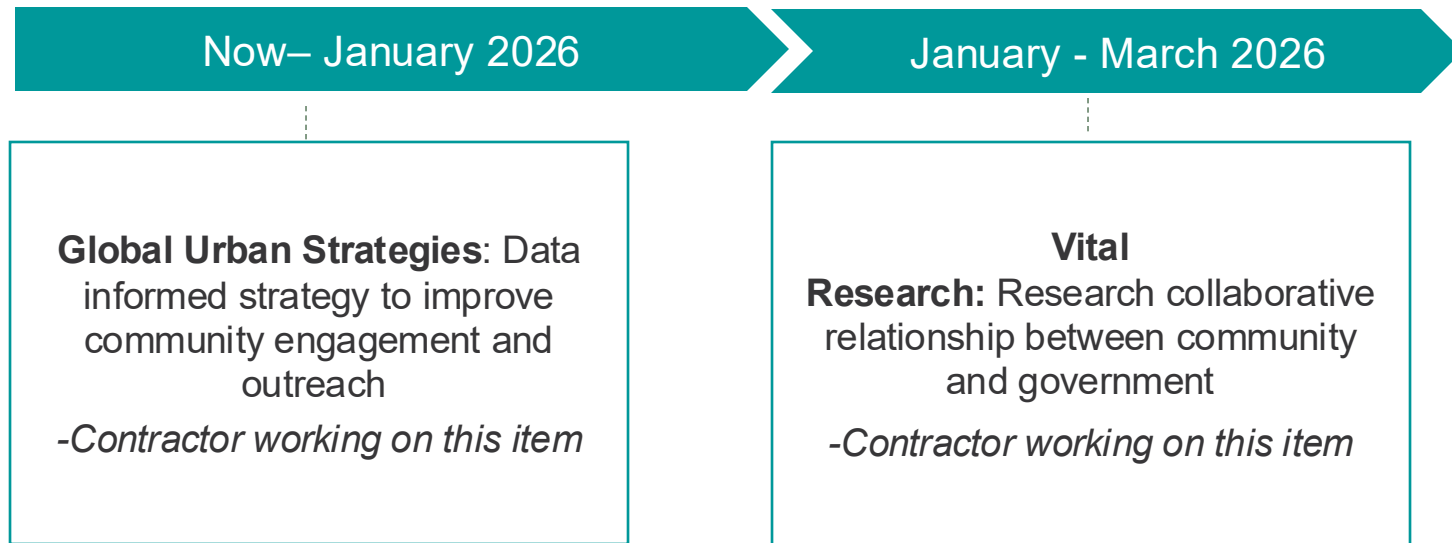 Now– January 2026
January - March 2026
Global Urban Strategies: Data
informed strategy to improve
community engagement and
outreach
-Contractor working on this item
Vital
Research: Research collaborative
relationship between community
and government
-Contractor working on this item